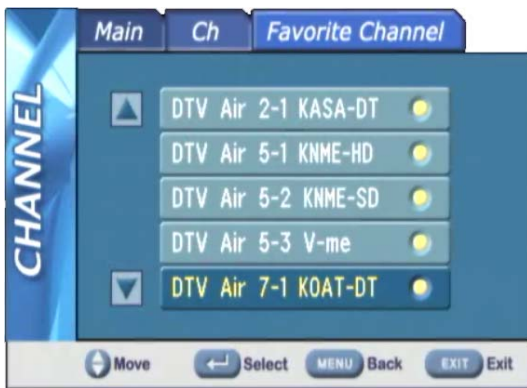 Main Ch Favorite Channel
CHANNEL
DTV Air 2-1 KASA-DT
DTV Air 5-1 KNME-HD
DTV Air 5-2 KNME-SD
DTV Air 5-3 V-me
DTV Air 7-1 KOAT-DT
Move Select MENU Back EXIT Exit